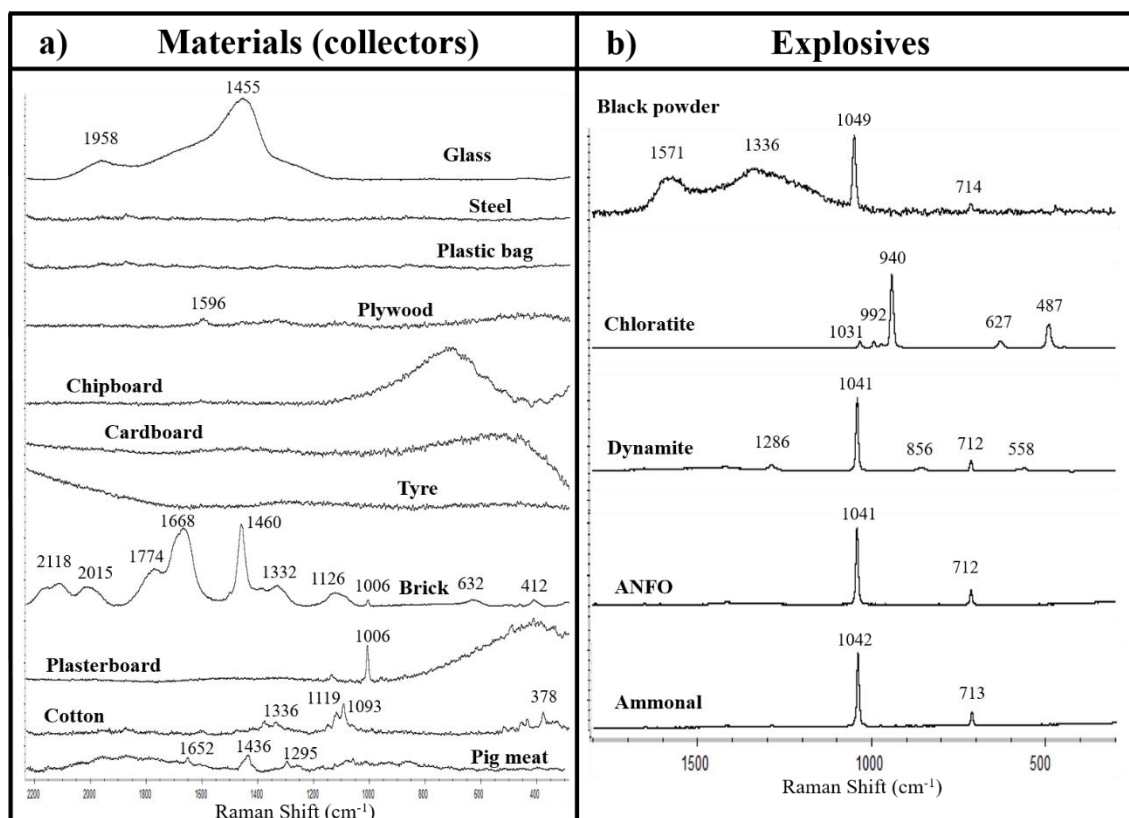 a) Materials (collectors)
1455
1958
Glass
Steel
Plastic bag
1596
Plywood
Chipboard
Cardboard
Tyre
1668
1460
2118
1774
2015
1332
1126
1006
Brick
632
412
1006
Plasterboard
1119
378
Cotton
1336
1093
1652
1436
1295
Pig meat
2200 2000 1800 1600 1400 1200 1000 800 600 400
Raman Shift (cm⁻¹)
b) Explosives
Black powder
1049
1571
1336
714
940
Chloratite
1031
992
627
487
1041
Dynamite
1286
856
712
558
1041
ANFO
712
1042
Ammonal
713
1500 1000 500
Raman Shift (cm⁻¹)